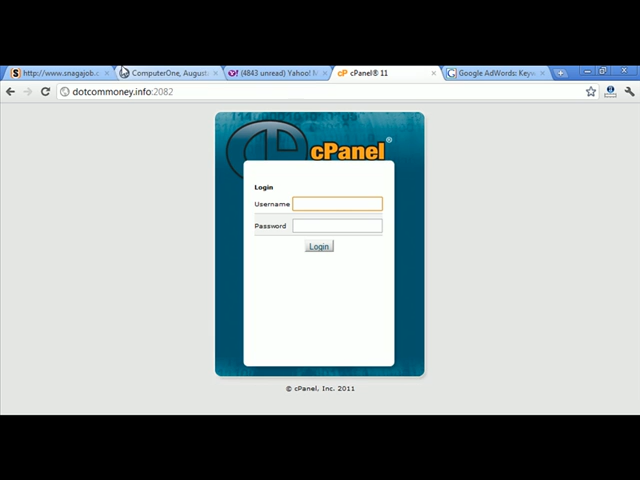 http://www.snagajob.c
ComputerOne, August
(4843 unread) Yahoo! M
cPanel® 11
Google AdWords: Keyw
dotcommoney.info:2082
cPanel®
Login
Username
Password
Login
© cPanel, Inc. 2011